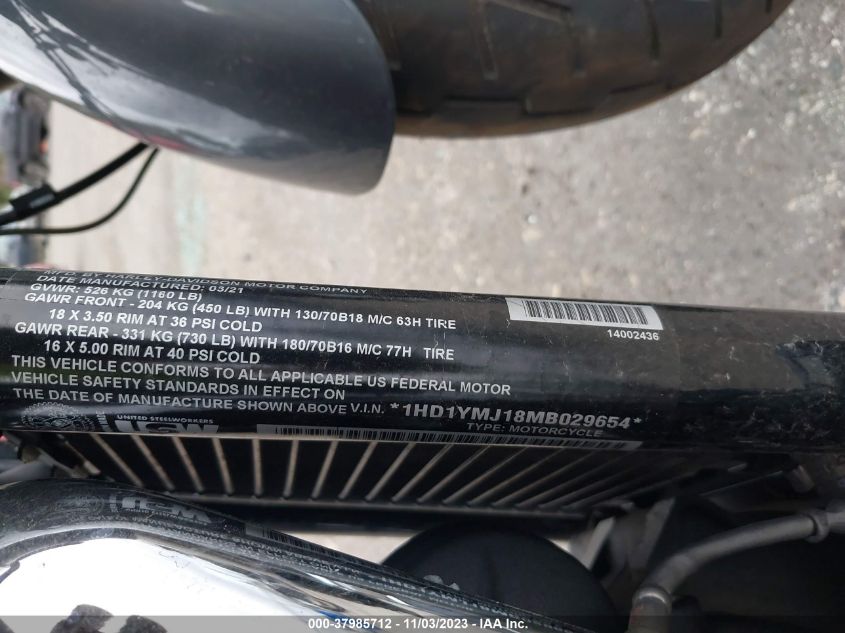 MFD. BY HARLEY-DAVIDSON MOTOR COMPANY
DATE MANUFACTURED: 03/21
GVWR: 526 KG (1160 LB)
GAWR FRONT - 204 KG (450 LB) WITH 130/70B18 M/C 63H TIRE
18 X 3.50 RIM AT 36 PSI COLD
GAWR REAR - 331 KG (730 LB) WITH 180/70B16 M/C 77H TIRE
16 X 5.00 RIM AT 40 PSI COLD
THIS VEHICLE CONFORMS TO ALL APPLICABLE US FEDERAL MOTOR
VEHICLE SAFETY STANDARDS IN EFFECT ON
THE DATE OF MANUFACTURE SHOWN ABOVE V.I.N. *1HD1YMJ18MB029654*
TYPE: MOTORCYCLE
14002436
UNITED STEELWORKERS
000-37985712 - 11/03/2023 - IAA Inc.